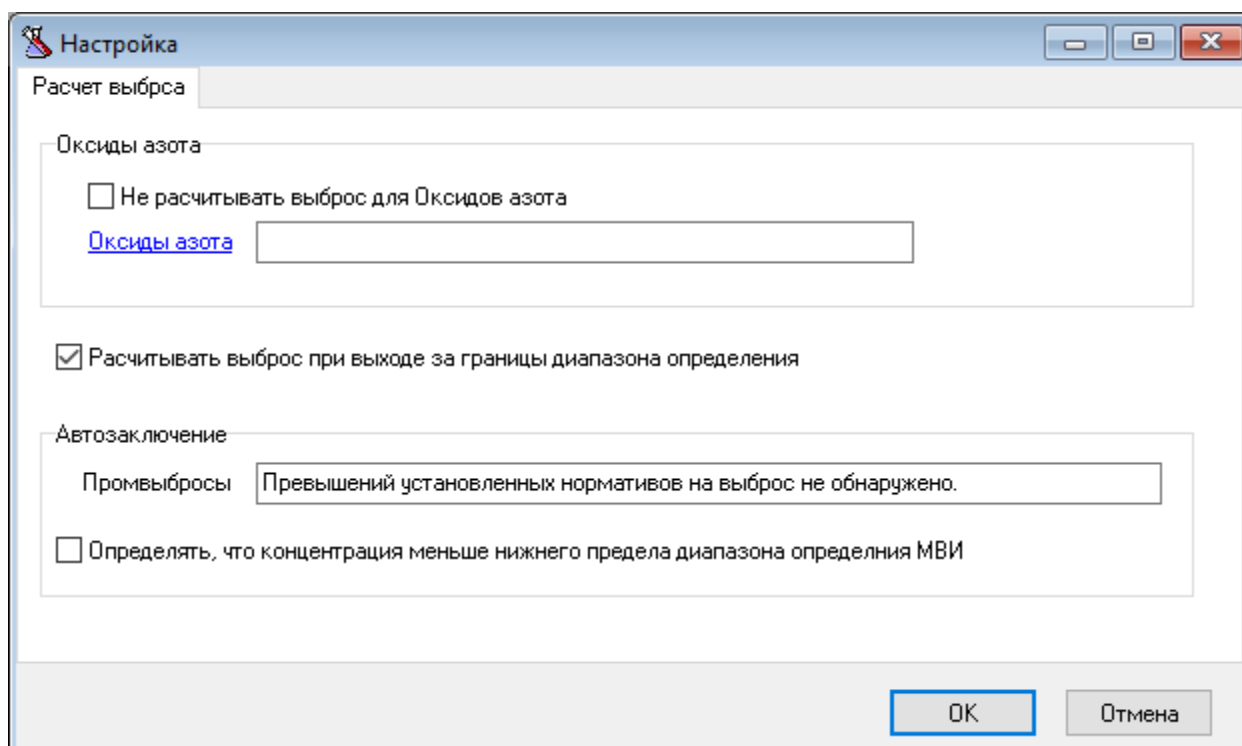 Настройка
Расчет выбрса
Оксиды азота
Не расчитывать выброс для Оксидов азота
Оксиды азота
Расчитывать выброс при выходе за границы диапазона определения
Автозаключение
Промвыбросы Превышений установленных нормативов на выброс не обнаружено.
Определять, что концентрация меньше нижнего предела диапазона определния МВИ
OK Отмена